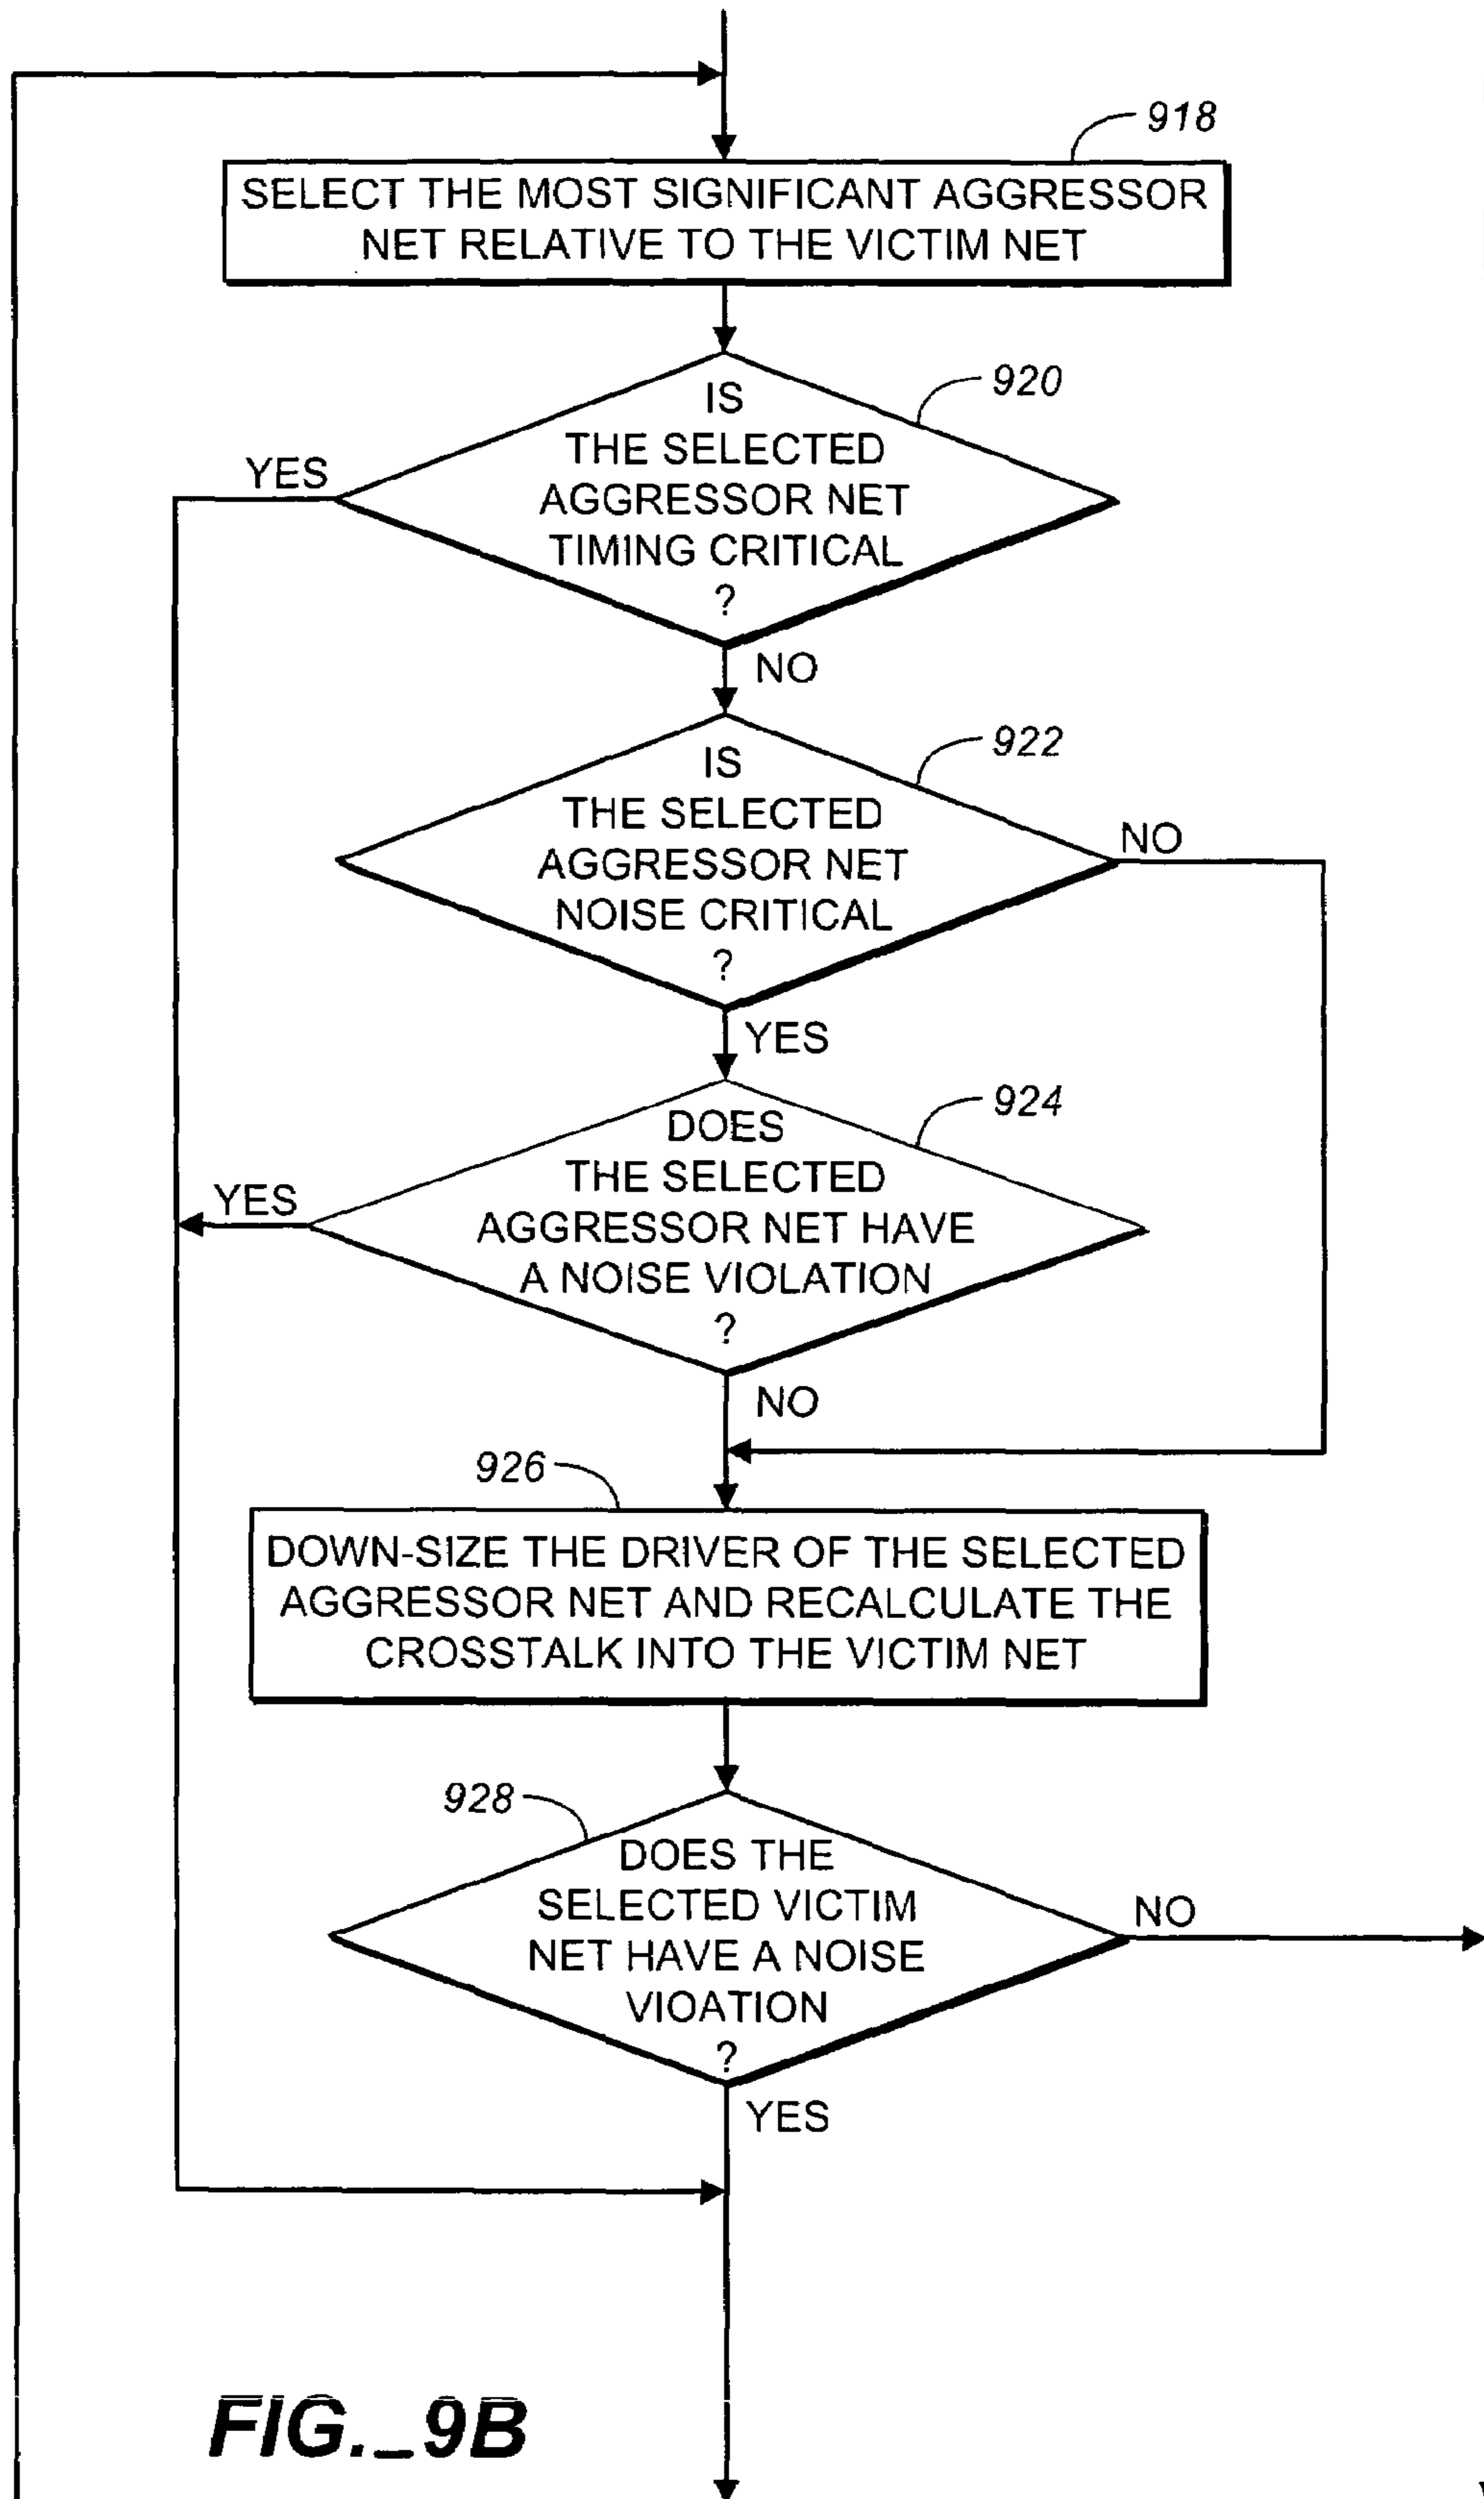 918
SELECT THE MOST SIGNIFICANT AGGRESSOR
NET RELATIVE TO THE VICTIM NET
920
IS
THE SELECTED
AGGRESSOR NET
TIMING CRITICAL
?
YES
NO
922
IS
THE SELECTED
AGGRESSOR NET
NOISE CRITICAL
?
NO
YES
924
DOES
THE SELECTED
AGGRESSOR NET HAVE
A NOISE VIOLATION
?
YES
NO
926
DOWN-SIZE THE DRIVER OF THE SELECTED
AGGRESSOR NET AND RECALCULATE THE
CROSSTALK INTO THE VICTIM NET
928
DOES THE
SELECTED VICTIM
NET HAVE A NOISE
VIOATION
?
NO
YES
FIG._9B